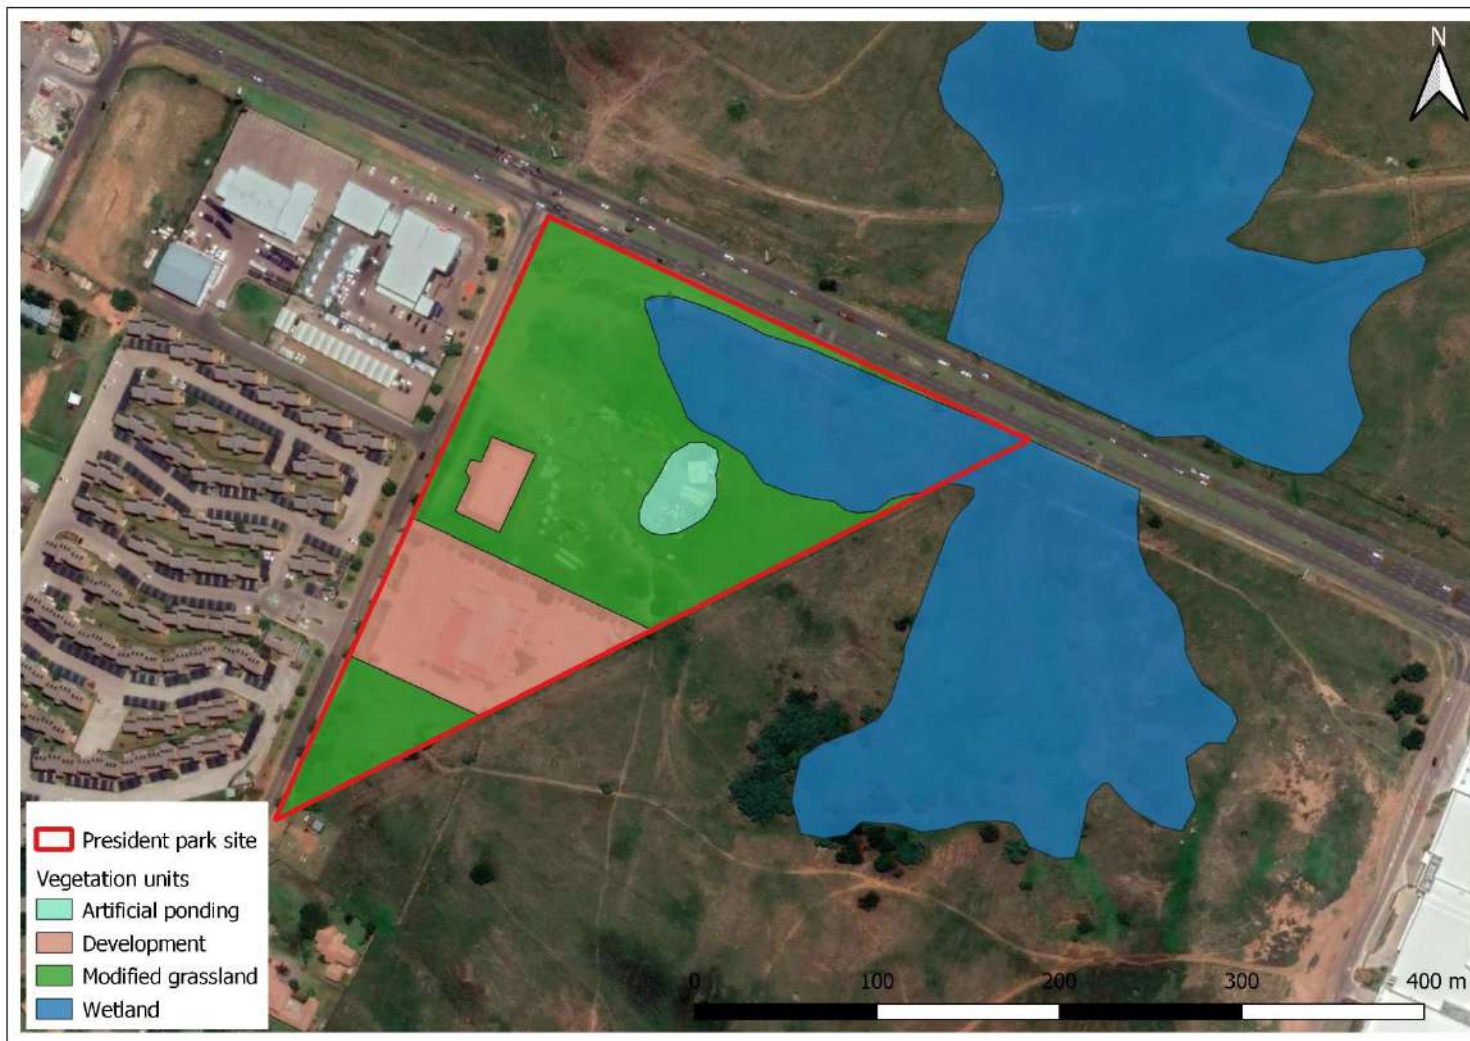 N
President park site
Vegetation units
Artificial ponding
Development
Modified grassland
Wetland
0 100 200 300 400 m